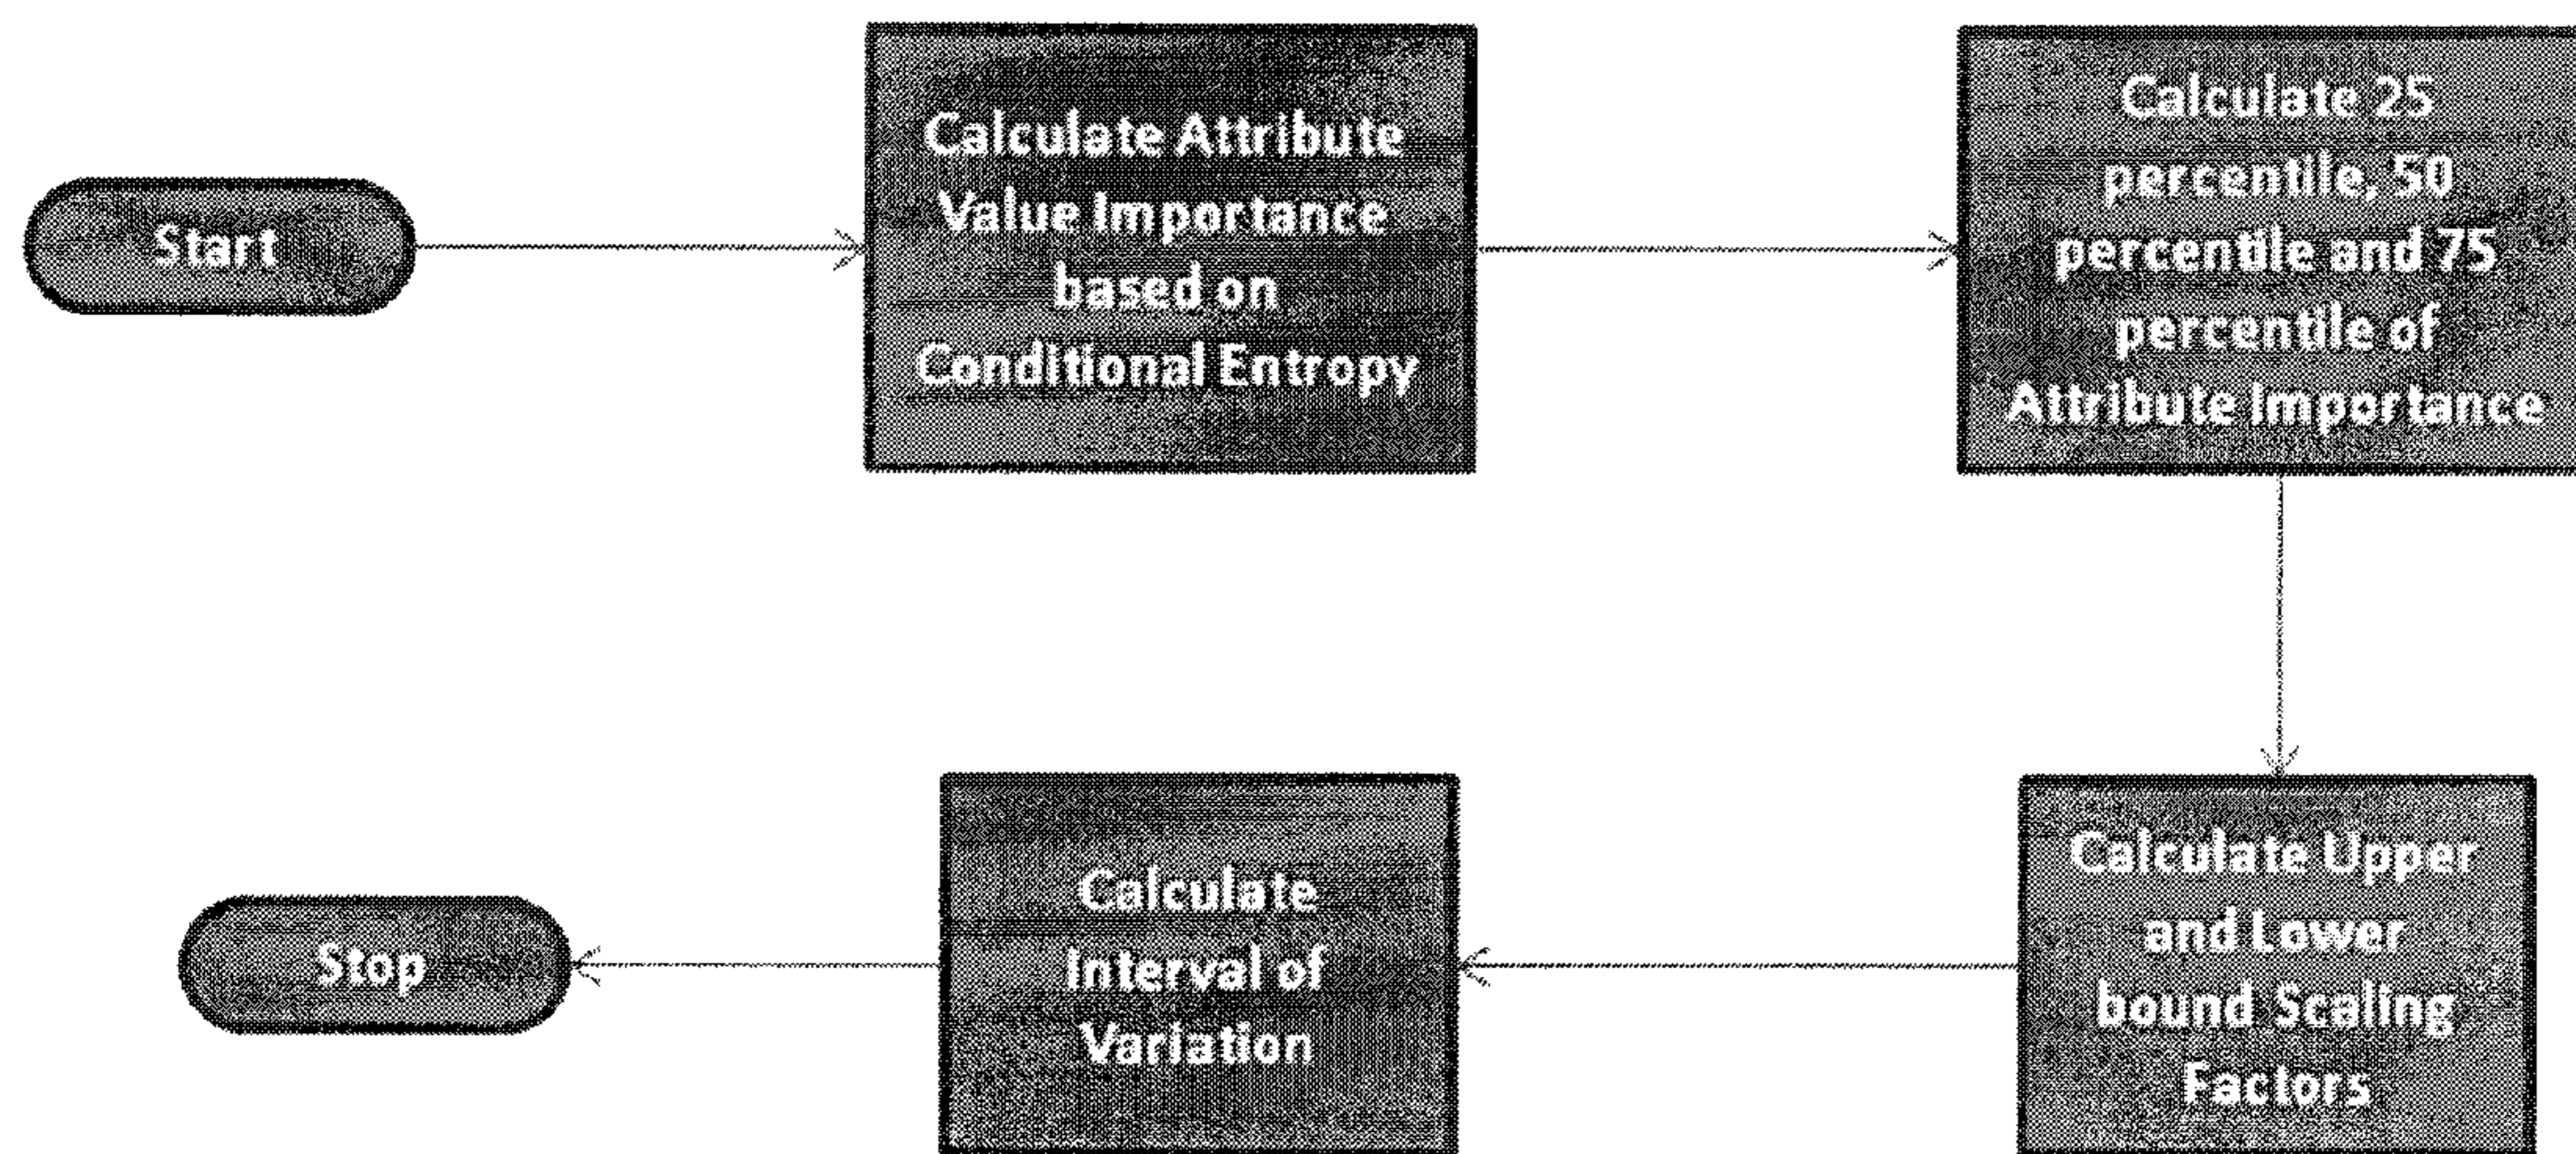 Start
Calculate Attribute
Value Importance
based on
Conditional Entropy
Calculate 25
percentile, 50
percentile and 75
percentile of
Attribute Importance
Calculate Upper
and Lower
bound Scaling
Factors
Calculate
Interval of
Variation
Stop